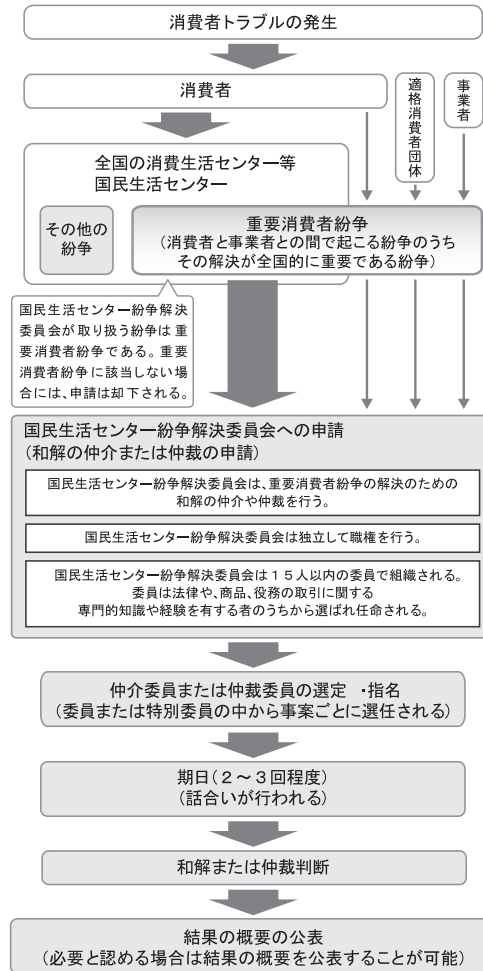 消費者トラブルの発生
消費者
適格消費者団体
事業者
全国の消費生活センター等
国民生活センター
その他の
紛争
重要消費者紛争
（消費者と事業者との間で起こる紛争のうち
その解決が全国的に重要である紛争）
国民生活センター紛争解決
委員会が取り扱う紛争は重
要消費者紛争である。重要
消費者紛争に該当しない場
合には、申請は却下される。
国民生活センター紛争解決委員会への申請
（和解の仲介または仲裁の申請）
国民生活センター紛争解決委員会は、重要消費者紛争の解決のための
和解の仲介や仲裁を行う。
国民生活センター紛争解決委員会は独立して職権を行う。
国民生活センター紛争解決委員会は１５人以内の委員で組織される。
委員は法律や、商品、役務の取引に関する
専門的知識や経験を有する者のうちから選ばれ任命される。
仲介委員または仲裁委員の選定　・指名
（委員または特別委員の中から事案ごとに選任される）
期日（２～３回程度）
（話合いが行われる）
和解または仲裁判断
結果の概要の公表
（必要と認める場合は結果の概要を公表することが可能）